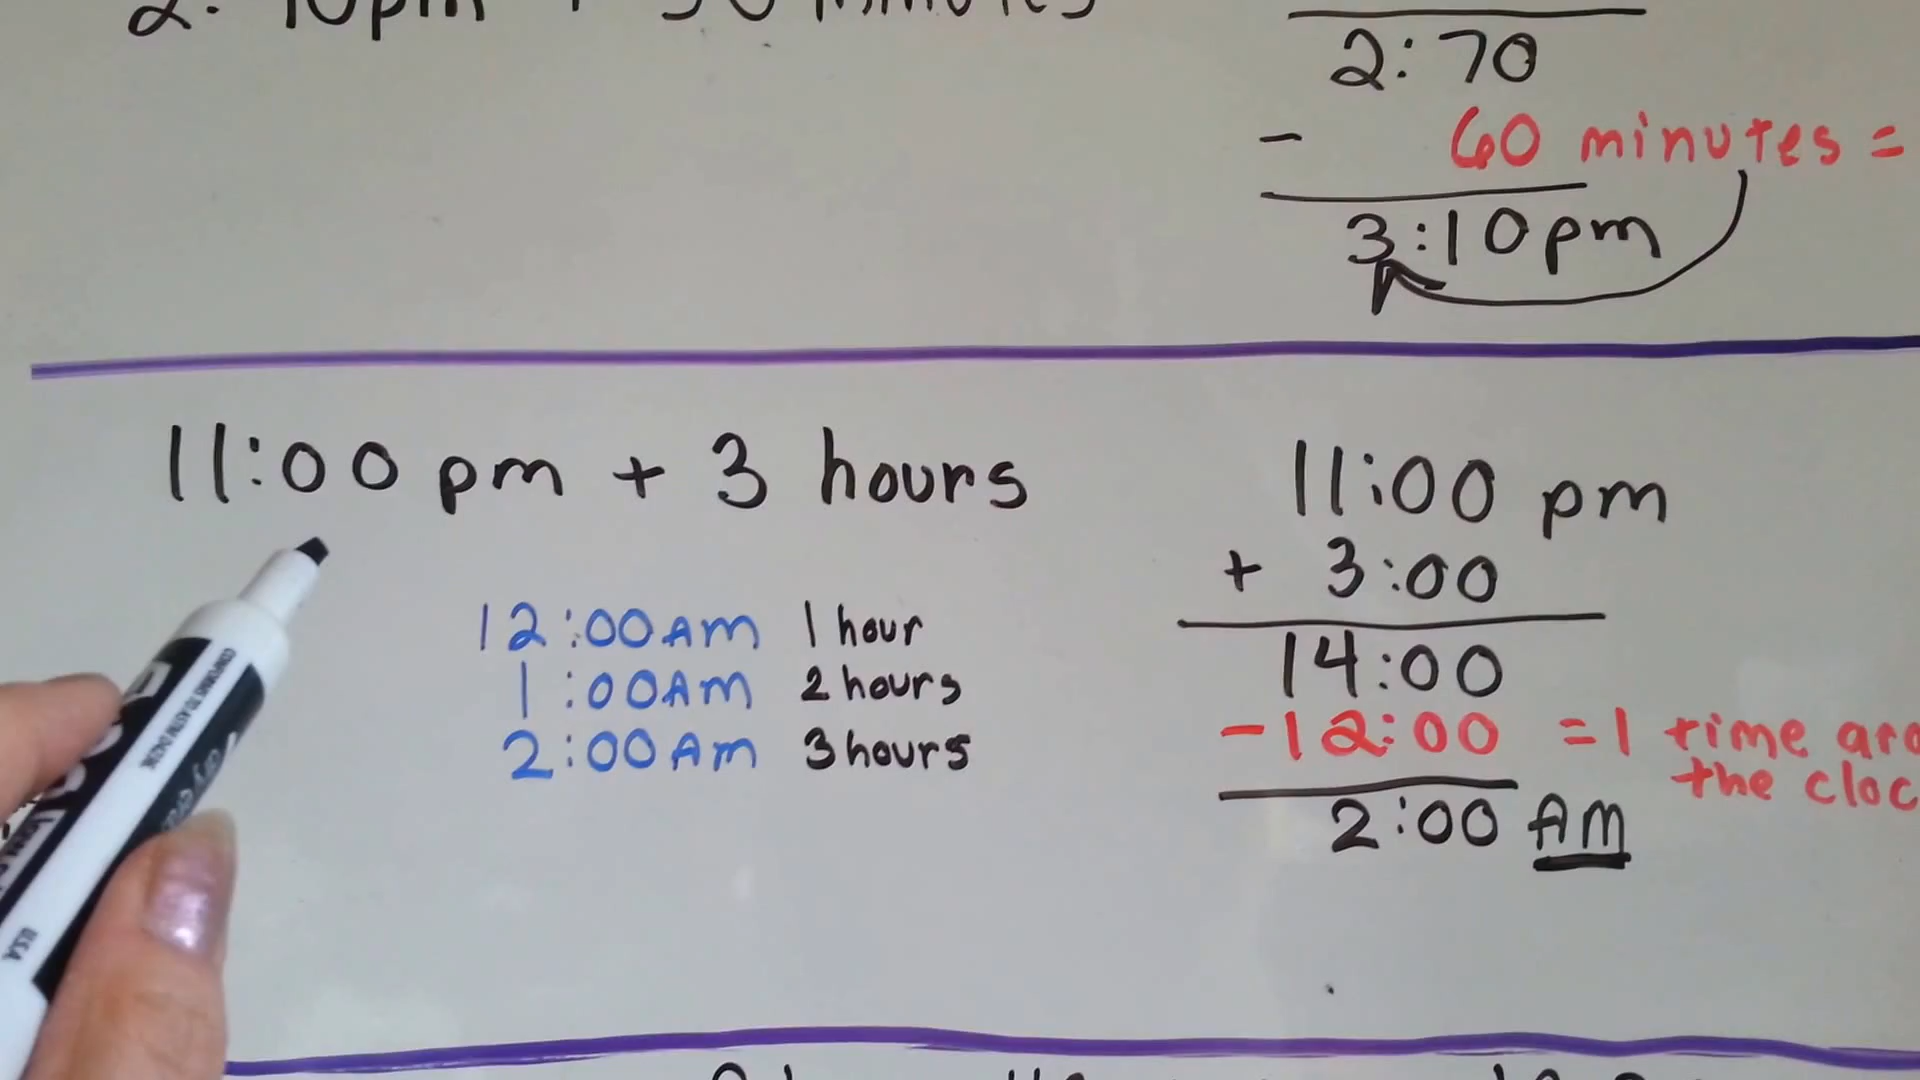 2:70
- 60 minutes =
3:10pm
11:00 pm + 3 hours
12:00AM 1 hour
1:00AM 2 hours
2:00AM 3 hours
11:00 pm
+ 3:00
14:00
-12:00 = 1 time
the
2:00 AM
U.S.A.